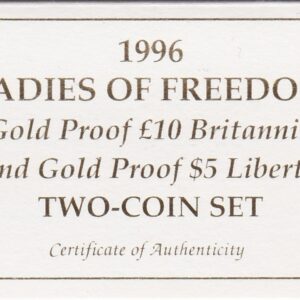 1996
ADIES OF FREEDO
Gold Proof £10 Britanni
nd Gold Proof $5 Libert
TWO-COIN SET
Certificate of Authenticity